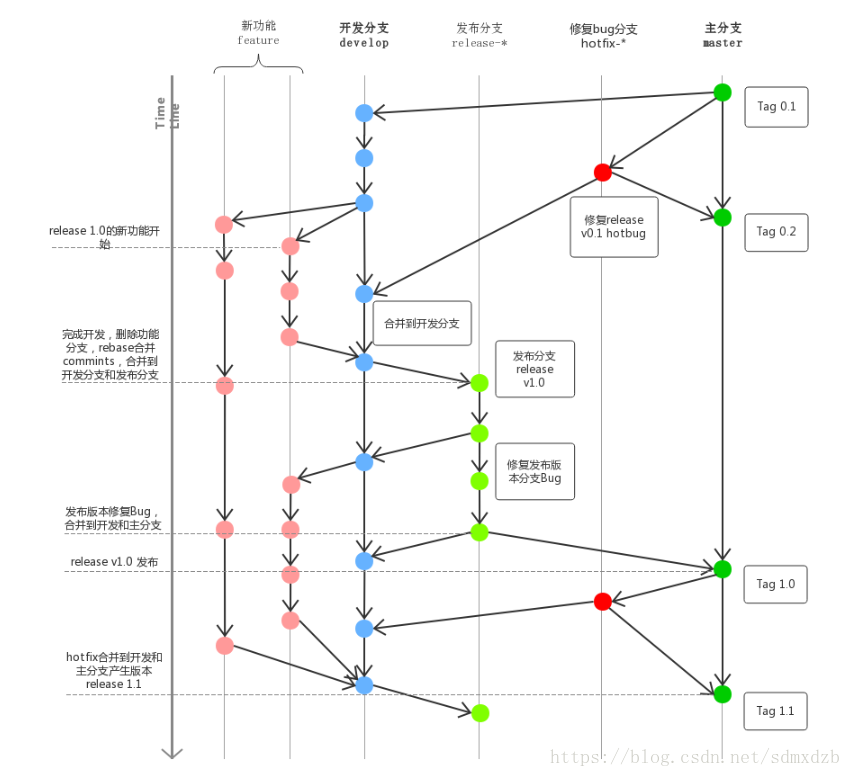 新功能
feature
开发分支
develop
发布分支
release-*
修复bug分支
hotfix-*
主分支
master
Time
Line
Tag 0.1
修复release
v0.1 hotbug
Tag 0.2
release 1.0的新功能开
始
合并到开发分支
完成开发，删除功能
分支，rebase合并
commints，合并到
开发分支和发布分支
发布分支
release
v1.0
修复发布版
本分支Bug
发布版本修复Bug，
合并到开发和主分支
release v1.0 发布
Tag 1.0
hotfix合并到开发和
主分支产生版本
release 1.1
Tag 1.1
https://blog.csdn.net/sdmxdzb